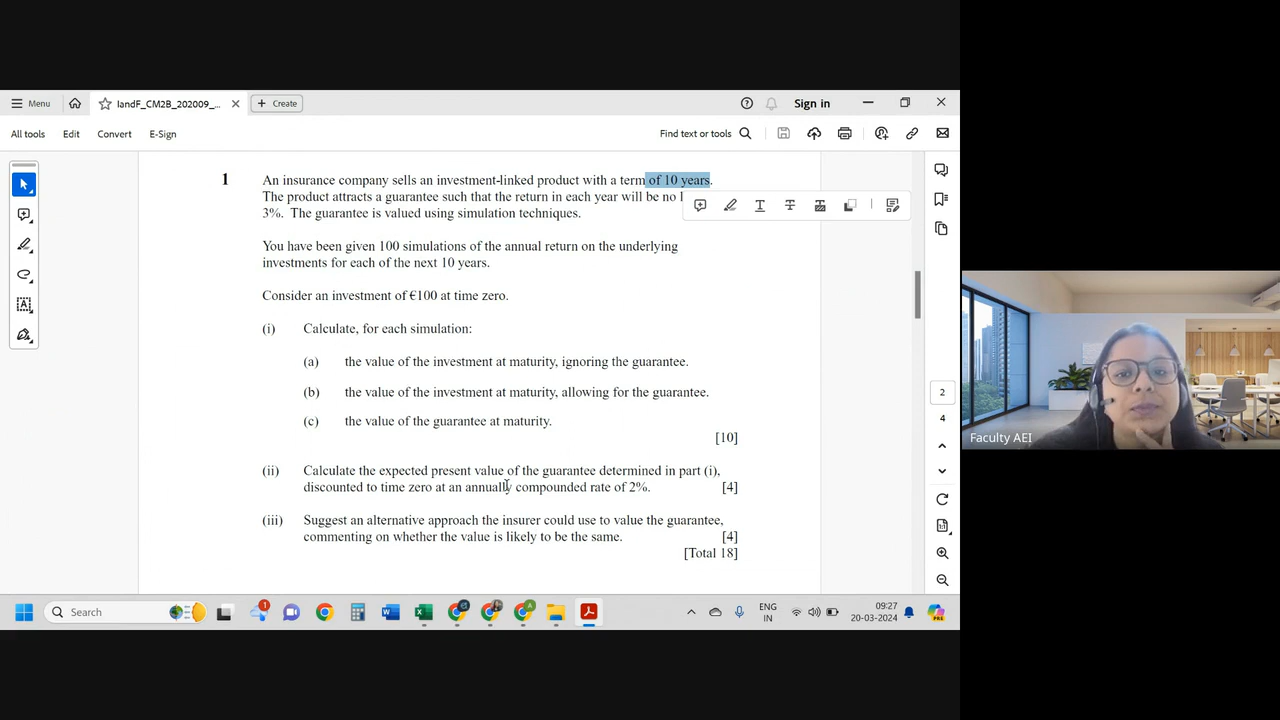 Menu
IandF_CM2B_202009_...
Create
Sign in
All tools
Edit
Convert
E-Sign
Find text or tools
1
An insurance company sells an investment-linked product with a term of 10 years.
The product attracts a guarantee such that the return in each year will be no
3%. The guarantee is valued using simulation techniques.
You have been given 100 simulations of the annual return on the underlying
investments for each of the next 10 years.
Consider an investment of €100 at time zero.
(i) Calculate, for each simulation:
(a) the value of the investment at maturity, ignoring the guarantee.
(b) the value of the investment at maturity, allowing for the guarantee.
(c) the value of the guarantee at maturity.
[10]
(ii) Calculate the expected present value of the guarantee determined in part (i),
discounted to time zero at an annually compounded rate of 2%. [4]
(iii) Suggest an alternative approach the insurer could use to value the guarantee,
commenting on whether the value is likely to be the same. [4]
[Total 18]
2
4
Faculty AEI
Search
1
ENG
IN
09:27
20-03-2024